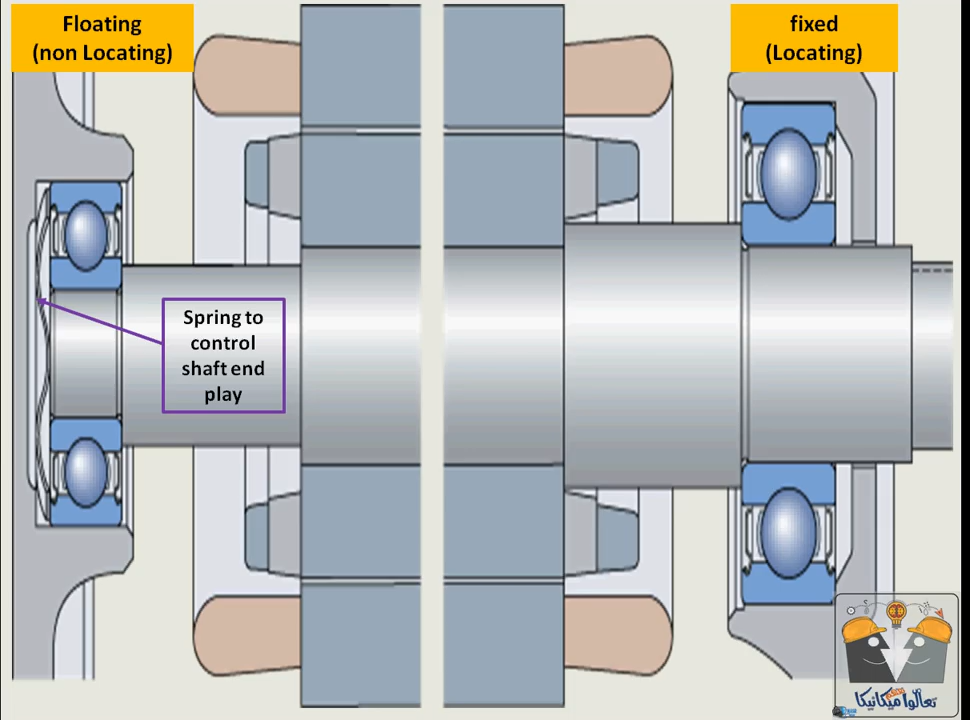 Floating
(non Locating)
fixed
(Locating)
Spring to
control
shaft end
play
تعالوا ميكانيكا